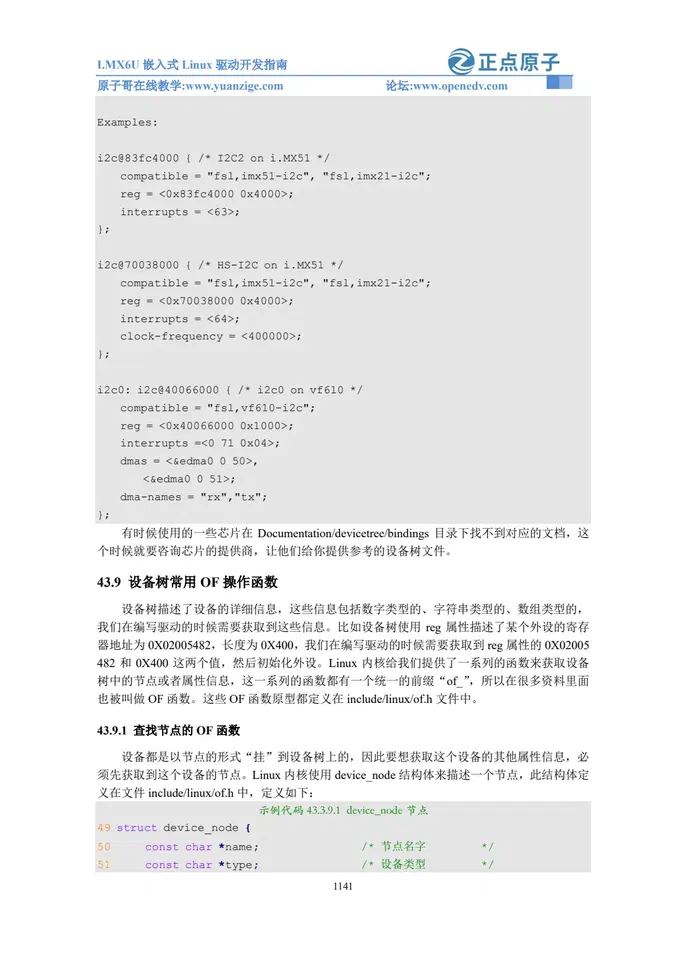 I.MX6U 嵌入式 Linux 驱动开发指南
正点原子
原子哥在线教学:www.yuanzige.com
论坛:www.openedv.com
Examples:
i2c@83fc4000 { /* I2C2 on i.MX51 */
compatible = "fsl,imx51-i2c", "fsl,imx21-i2c";
reg = <0x83fc4000 0x4000>;
interrupts = <63>;
};
i2c@70038000 { /* HS-I2C on i.MX51 */
compatible = "fsl,imx51-i2c", "fsl,imx21-i2c";
reg = <0x70038000 0x4000>;
interrupts = <64>;
clock-frequency = <400000>;
};
i2c0: i2c@40066000 { /* i2c0 on vf610 */
compatible = "fsl,vf610-i2c";
reg = <0x40066000 0x1000>;
interrupts =<0 71 0x04>;
dmas = <&edma0 0 50>,
<&edma0 0 51>;
dma-names = "rx","tx";
};
有时候使用的一些芯片在 Documentation/devicetree/bindings 目录下找不到对应的文档，这
个时候就要咨询芯片的提供商，让他们给你提供参考的设备树文件。
43.9 设备树常用 OF 操作函数
设备树描述了设备的详细信息，这些信息包括数字类型的、字符串类型的、数组类型的，
我们在编写驱动的时候需要获取到这些信息。比如设备树使用 reg 属性描述了某个外设的寄存
器地址为 0X02005482，长度为 0X400，我们在编写驱动的时候需要获取到 reg 属性的 0X02005
482 和 0X400 这两个值，然后初始化外设。Linux 内核给我们提供了一系列的函数来获取设备
树中的节点或者属性信息，这一系列的函数都有一个统一的前缀“of_”，所以在很多资料里面
也被叫做 OF 函数。这些 OF 函数原型都定义在 include/linux/of.h 文件中。
43.9.1 查找节点的 OF 函数
设备都是以节点的形式“挂”到设备树上的，因此要想获取这个设备的其他属性信息，必
须先获取到这个设备的节点。Linux 内核使用 device_node 结构体来描述一个节点，此结构体定
义在文件 include/linux/of.h 中，定义如下：
示例代码 43.3.9.1 device_node 节点
49 struct device_node {
50 const char *name; /* 节点名字 */
51 const char *type; /* 设备类型 */
1141